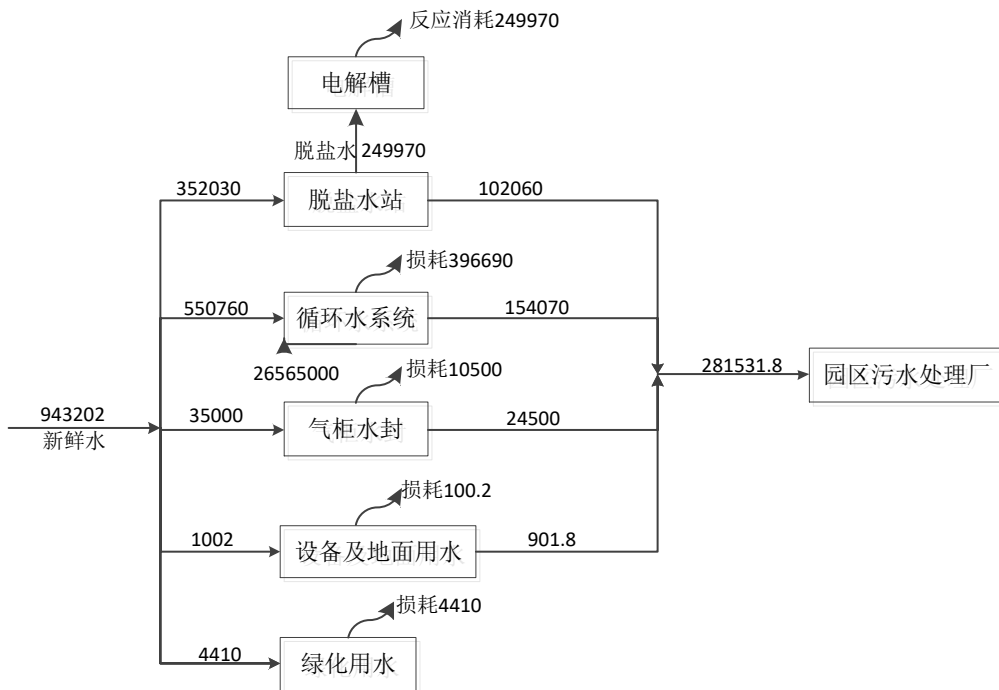 反应消耗249970
电解槽
脱盐水 249970
352030
脱盐水站
102060
损耗396690
550760
循环水系统
154070
26565000
损耗10500
281531.8
园区污水处理厂
943202
新鲜水
35000
气柜水封
24500
损耗100.2
1002
设备及地面用水
901.8
损耗4410
4410
绿化用水